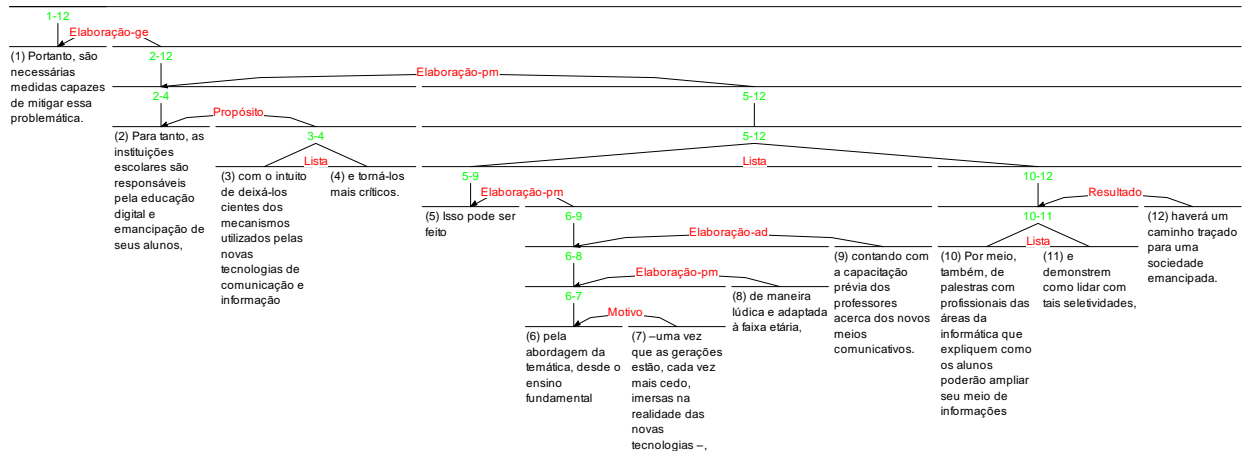 1-12
Elaboração-ge
(1) Portanto, são
necessárias
medidas capazes
de mitigar essa
problemática.
2-12
Elaboração-pm
2-4
Propósito
(2) Para tanto, as
instituições
escolares são
responsáveis
pela educação
digital e
emancipação de
seus alunos,
3-4
Lista
(3) com o intuito
de deixá-los
cientes dos
mecanismos
utilizados pelas
novas
tecnologias de
comunicação e
informação
(4) e torná-los
mais críticos.
5-12
5-12
Lista
5-9
Elaboração-pm
(5) Isso pode ser
feito
6-9
Elaboração-ad
6-8
Elaboração-pm
6-7
Motivo
(6) pela
abordagem da
temática, desde o
ensino
fundamental
(7) –uma vez
que as gerações
estão, cada vez
mais cedo,
imersas na
realidade das
novas
tecnologias –,
(8) de maneira
lúdica e adaptada
à faixa etária,
(9) contando com
a capacitação
prévia dos
professores
acerca dos novos
meios
comunicativos.
10-12
Resultado
10-11
Lista
(10) Por meio,
também, de
palestras com
profissionais das
áreas da
informática que
expliquem como
os alunos
poderão ampliar
seu meio de
informações
(11) e
demonstrem
como lidar com
tais seletividades,
(12) haverá um
caminho traçado
para uma
sociedade
emancipada.